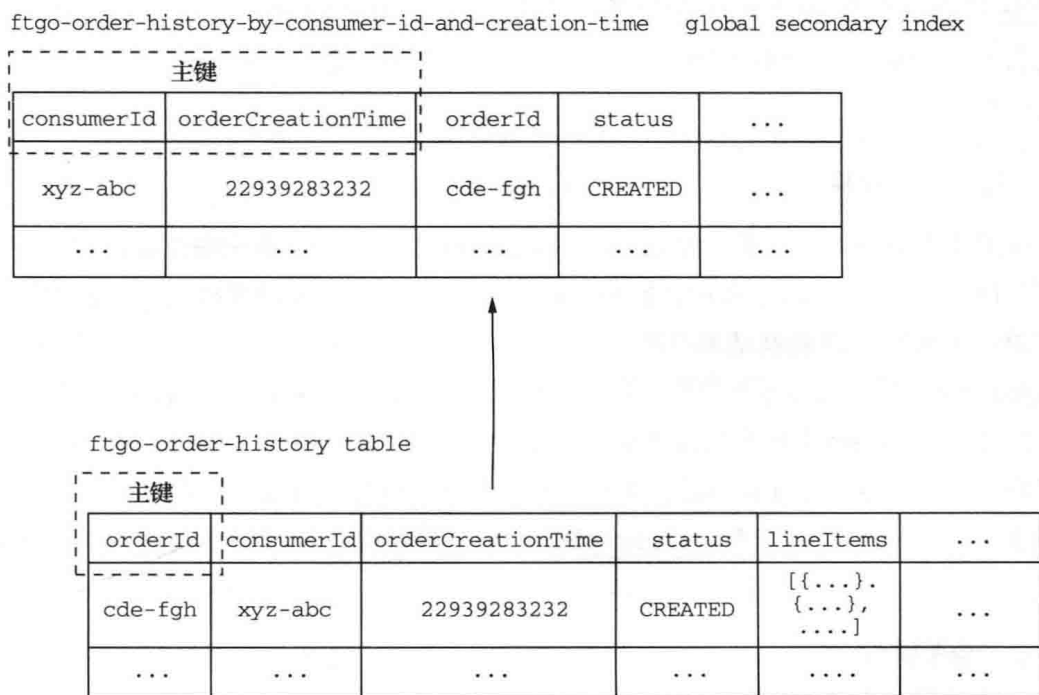 ftgo-order-history-by-consumer-id-and-creation-time global secondary index
主键
consumerId orderCreationTime orderId status ...
xyz-abc 22939283232 cde-fgh CREATED ...
... ... ... ... ...
ftgo-order-history table
主键
orderId consumerId orderCreationTime status lineItems ...
cde-fgh xyz-abc 22939283232 CREATED [{...}. ...
{...},
....]
... ... ... ... .... ...